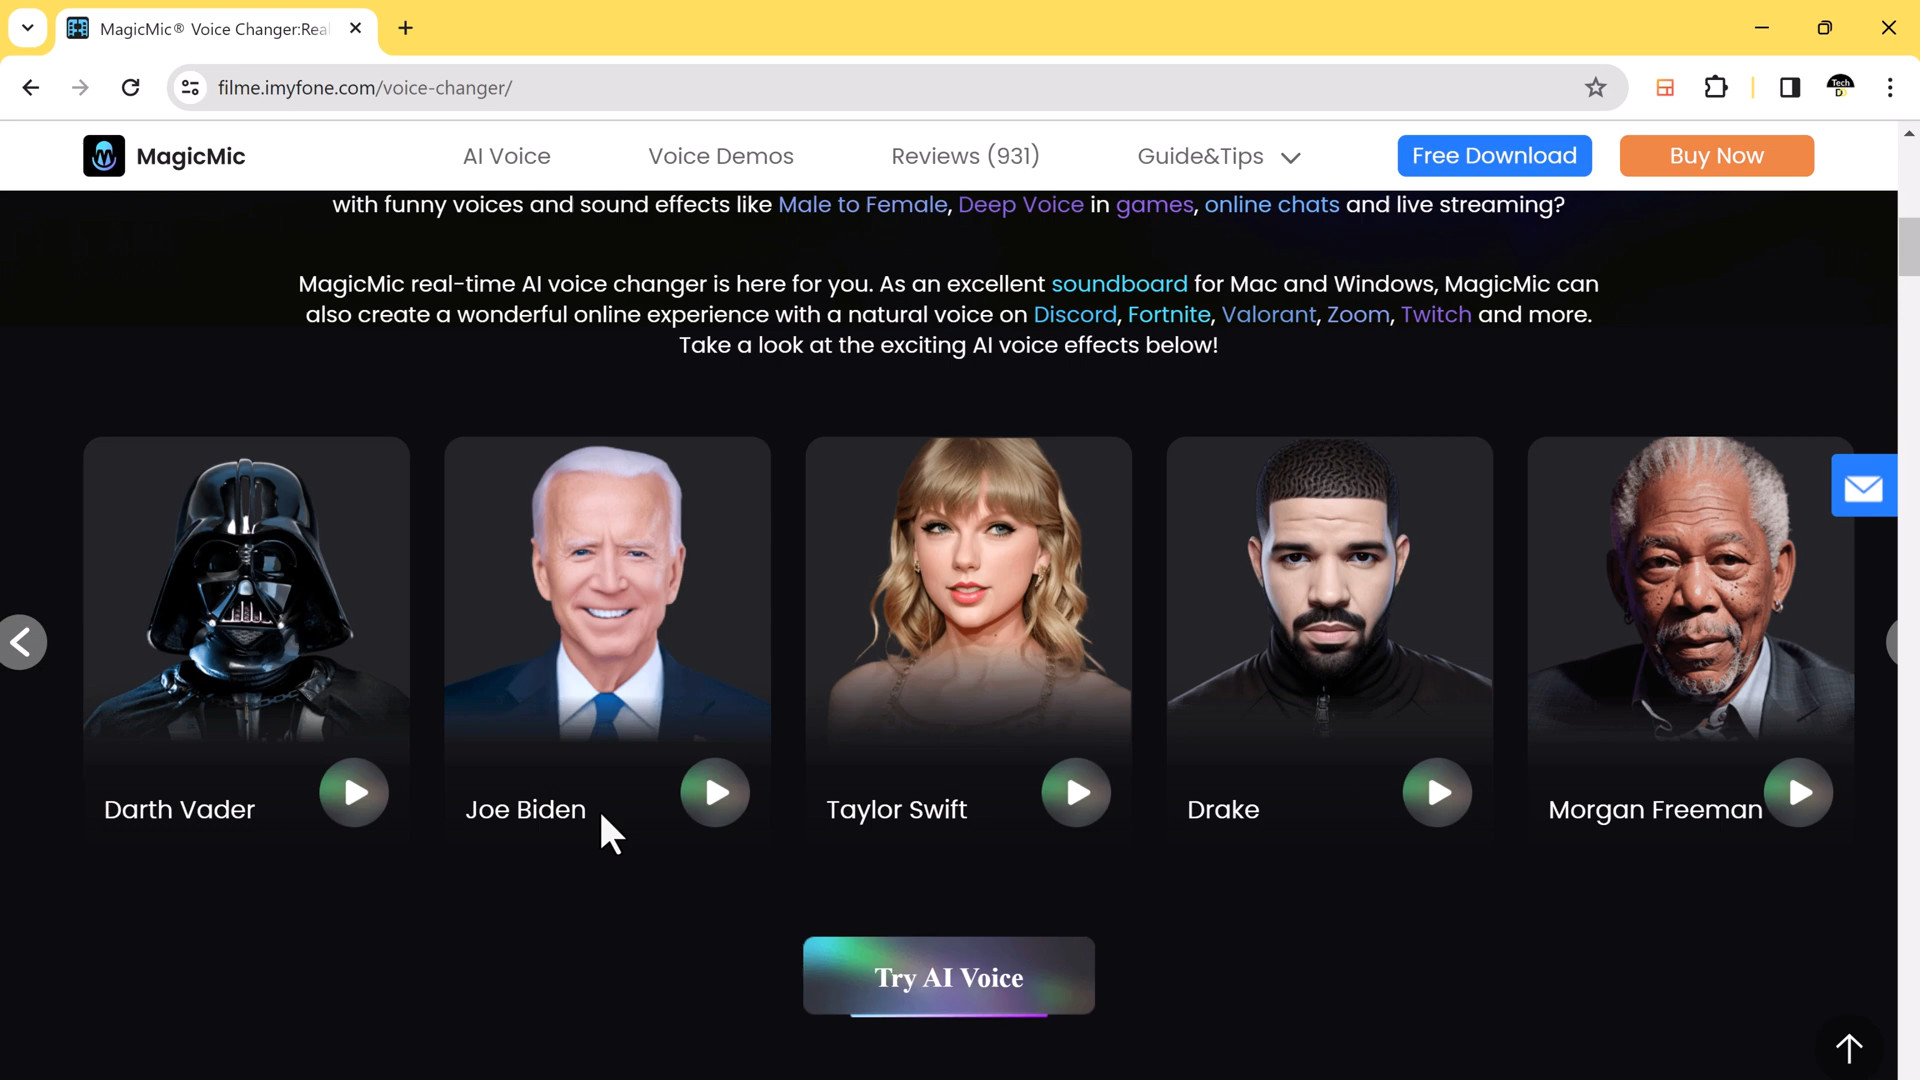 MagicMic® Voice Changer:Rea
filme.imyfone.com/voice-changer/
Tech
D
MagicMic
AI Voice
Voice Demos
Reviews (931)
Guide&Tips
Free Download
Buy Now
with funny voices and sound effects like Male to Female, Deep Voice in games, online chats and live streaming?
MagicMic real-time AI voice changer is here for you. As an excellent soundboard for Mac and Windows, MagicMic can
also create a wonderful online experience with a natural voice on Discord, Fortnite, Valorant, Zoom, Twitch and more.
Take a look at the exciting AI voice effects below!
Darth Vader
Joe Biden
Taylor Swift
Drake
Morgan Freeman
Try AI Voice